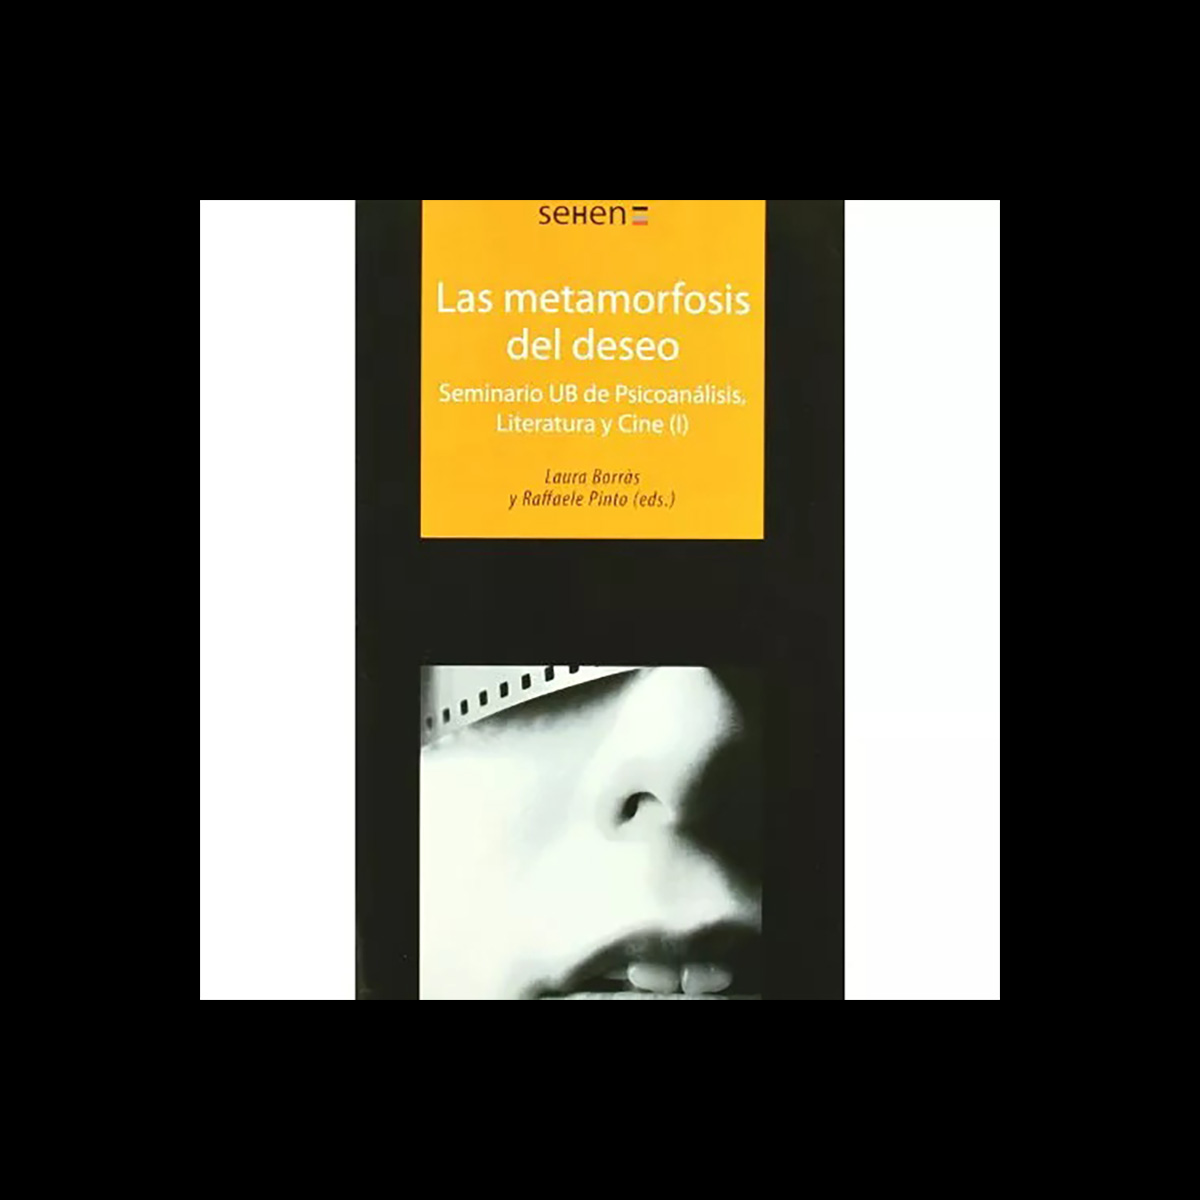 seHen
Las metamorfosis
del deseo
Seminario UB de Psicoanálisis,
Literatura y Cine (I)
Laura Borràs
y Raffaele Pinto (eds.)